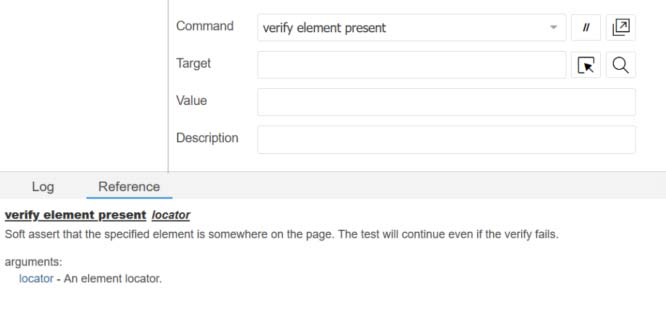 Command
verify element present
//
Target
Value
Description
Log
Reference
verify element present locator
Soft assert that the specified element is somewhere on the page. The test will continue even if the verify fails.
arguments:
locator - An element locator.